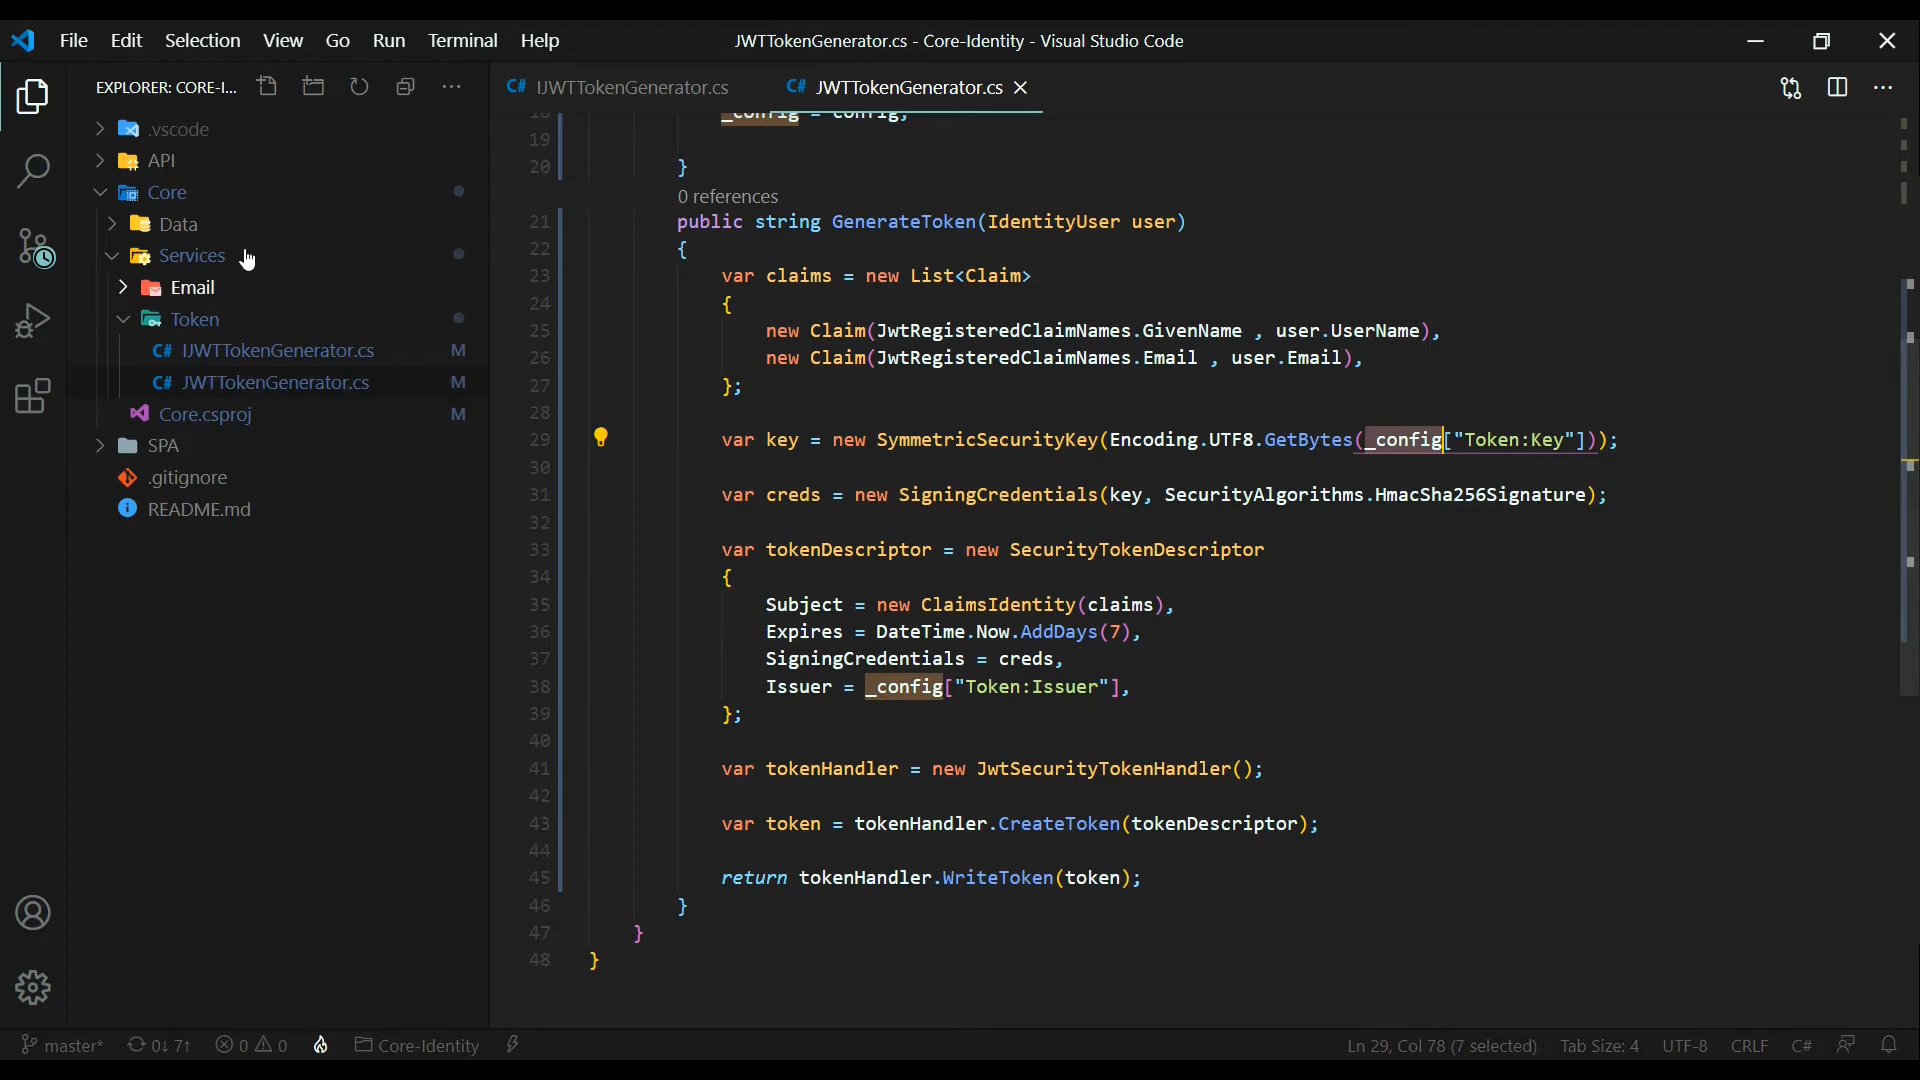 File Edit Selection View Go Run Terminal Help
JWTTokenGenerator.cs - Core-Identity - Visual Studio Code
EXPLORER: CORE-I...
.vscode
API
Core
Data
Services
Email
Token
C# IJWTTokenGenerator.cs M
C# JWTTokenGenerator.cs M
Core.csproj M
SPA
.gitignore
README.md
C# IJWTTokenGenerator.cs
C# JWTTokenGenerator.cs
18 _config = config;
19
20 }
0 references
21 public string GenerateToken(IdentityUser user)
22 {
23 var claims = new List<Claim>
24 {
25 new Claim(JwtRegisteredClaimNames.GivenName , user.UserName),
26 new Claim(JwtRegisteredClaimNames.Email , user.Email),
27 };
28
29 var key = new SymmetricSecurityKey(Encoding.UTF8.GetBytes(_config["Token:Key"]));
30
31 var creds = new SigningCredentials(key, SecurityAlgorithms.HmacSha256Signature);
32
33 var tokenDescriptor = new SecurityTokenDescriptor
34 {
35 Subject = new ClaimsIdentity(claims),
36 Expires = DateTime.Now.AddDays(7),
37 SigningCredentials = creds,
38 Issuer = _config["Token:Issuer"],
39 };
40
41 var tokenHandler = new JwtSecurityTokenHandler();
42
43 var token = tokenHandler.CreateToken(tokenDescriptor);
44
45 return tokenHandler.WriteToken(token);
46 }
47 }
48 }
master* 0↓ 7↑ 0 0 Core-Identity
Ln 29, Col 78 (7 selected) Tab Size: 4 UTF-8 CRLF C#